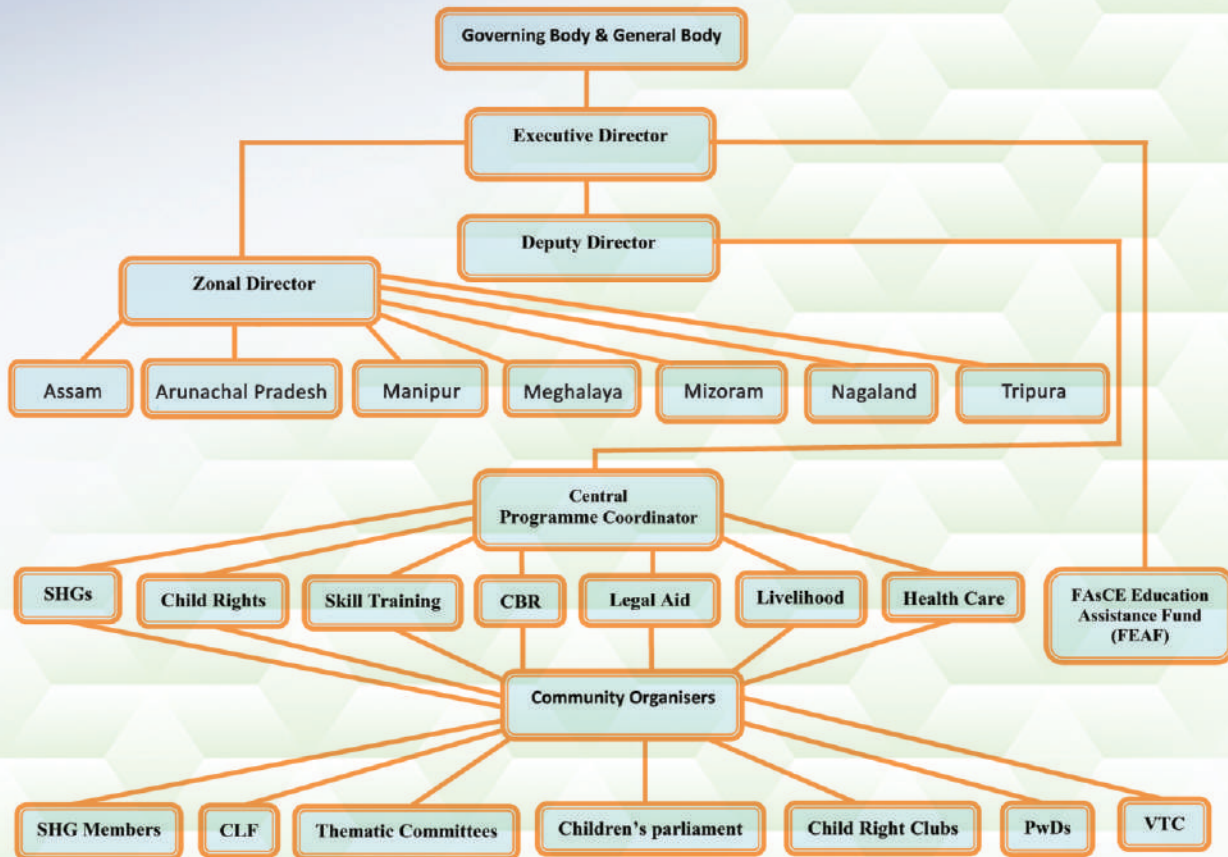 Governing Body & General Body
Executive Director
Deputy Director
Zonal Director
Assam
Arunachal Pradesh
Manipur
Meghalaya
Mizoram
Nagaland
Tripura
Central
Programme Coordinator
SHGs
Child Rights
Skill Training
CBR
Legal Aid
Livelihood
Health Care
FAsCE Education
Assistance Fund
(FEAF)
Community Organisers
SHG Members
CLF
Thematic Committees
Children’s parliament
Child Right Clubs
PwDs
VTC